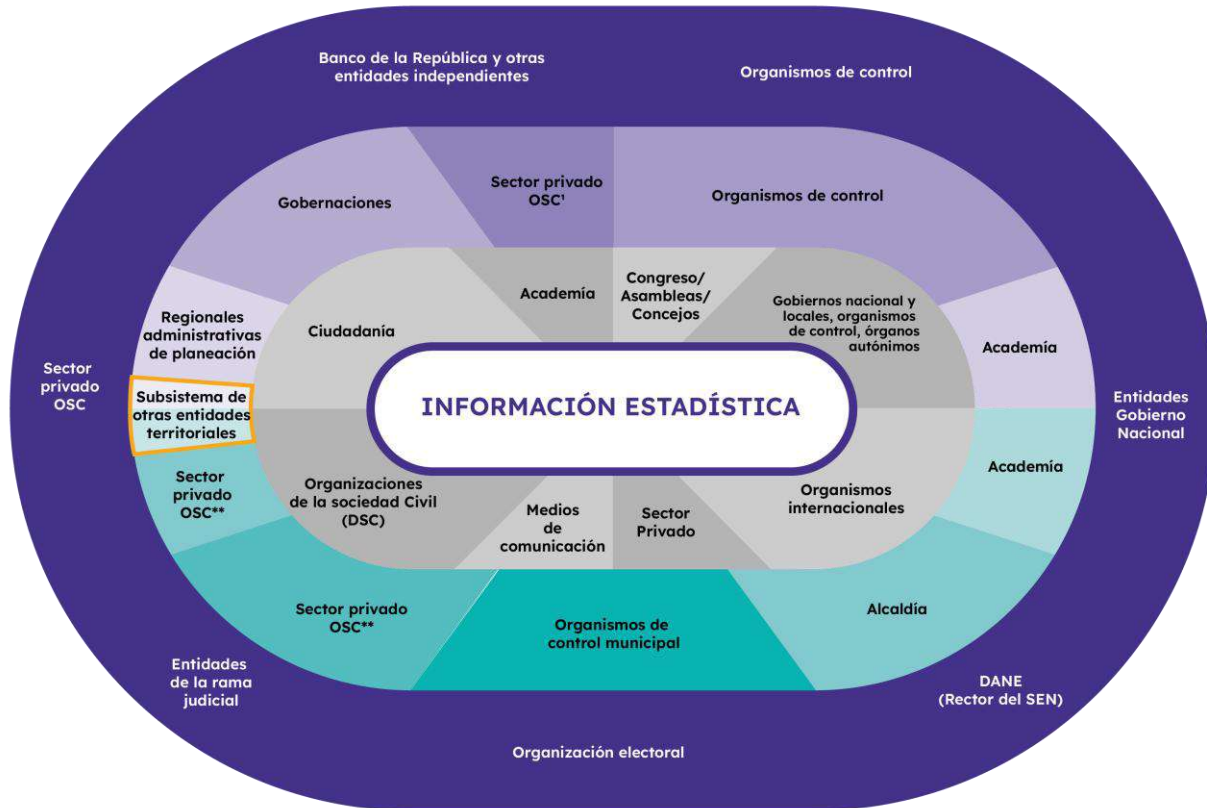 Banco de la República y otras
entidades independientes
Organismos de control
Gobernaciones
Sector privado
OSC¹
Organismos de control
Academía
Congreso/
Asambleas/
Concejos
Gobiernos nacional y
locales, organismos
de control, órganos
autónimos
Ciudadanía
Regionales
administrativas
de planeación
Academía
Sector
privado
OSC
Subsistema de
otras entidades
territoriales
INFORMACIÓN ESTADÍSTICA
Entidades
Gobierno
Nacional
Sector
privado
OSC**
Organizaciones
de la sociedad Civil
(DSC)
Medios
de
comunicación
Sector
Privado
Organismos
internacionales
Academía
Sector privado
OSC**
Organismos de
control municipal
Alcaldía
Entidades
de la rama
judicial
DANE
(Rector del SEN)
Organización electoral